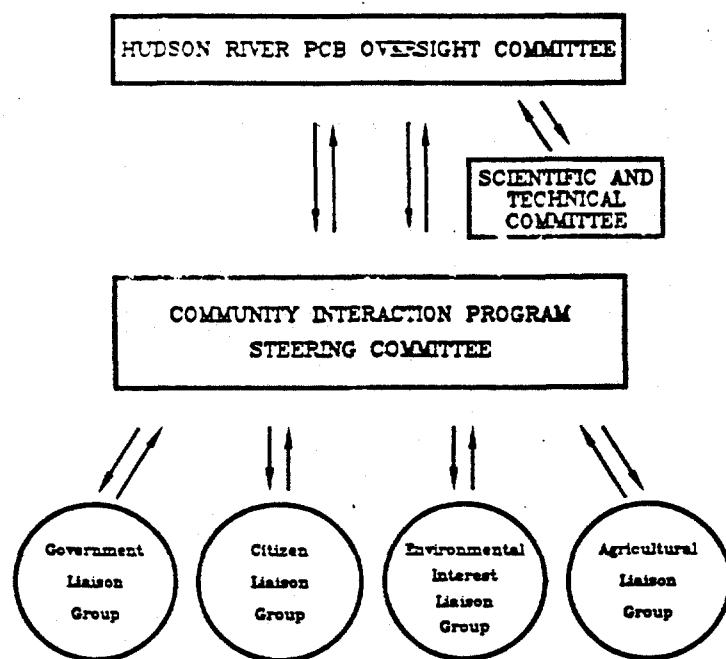 HUDSON RIVER PCB OVERSIGHT COMMITTEE
SCIENTIFIC AND
TECHNICAL
COMMITTEE
COMMUNITY INTERACTION PROGRAM
STEERING COMMITTEE
Government
Liaison
Group
Citizen
Liaison
Group
Environmental
Interest
Liaison
Group
Agricultural
Liaison
Group